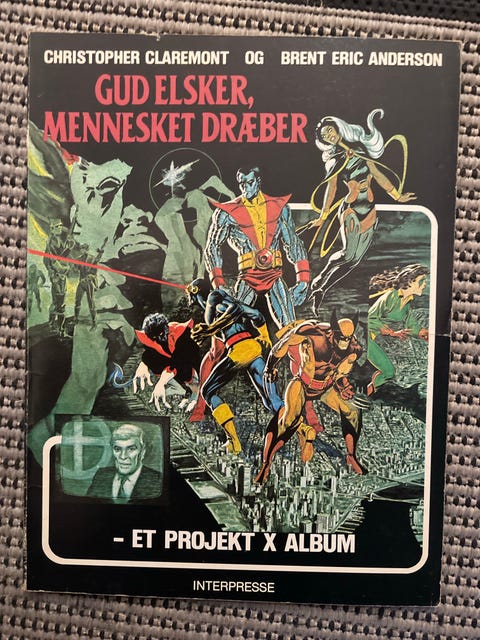 CHRISTOPHER CLAREMONT OG BRENT ERIC ANDERSON
GUD ELSKER,
MENNESKET DRÆBER
- ET PROJEKT X ALBUM
INTERPRESSE